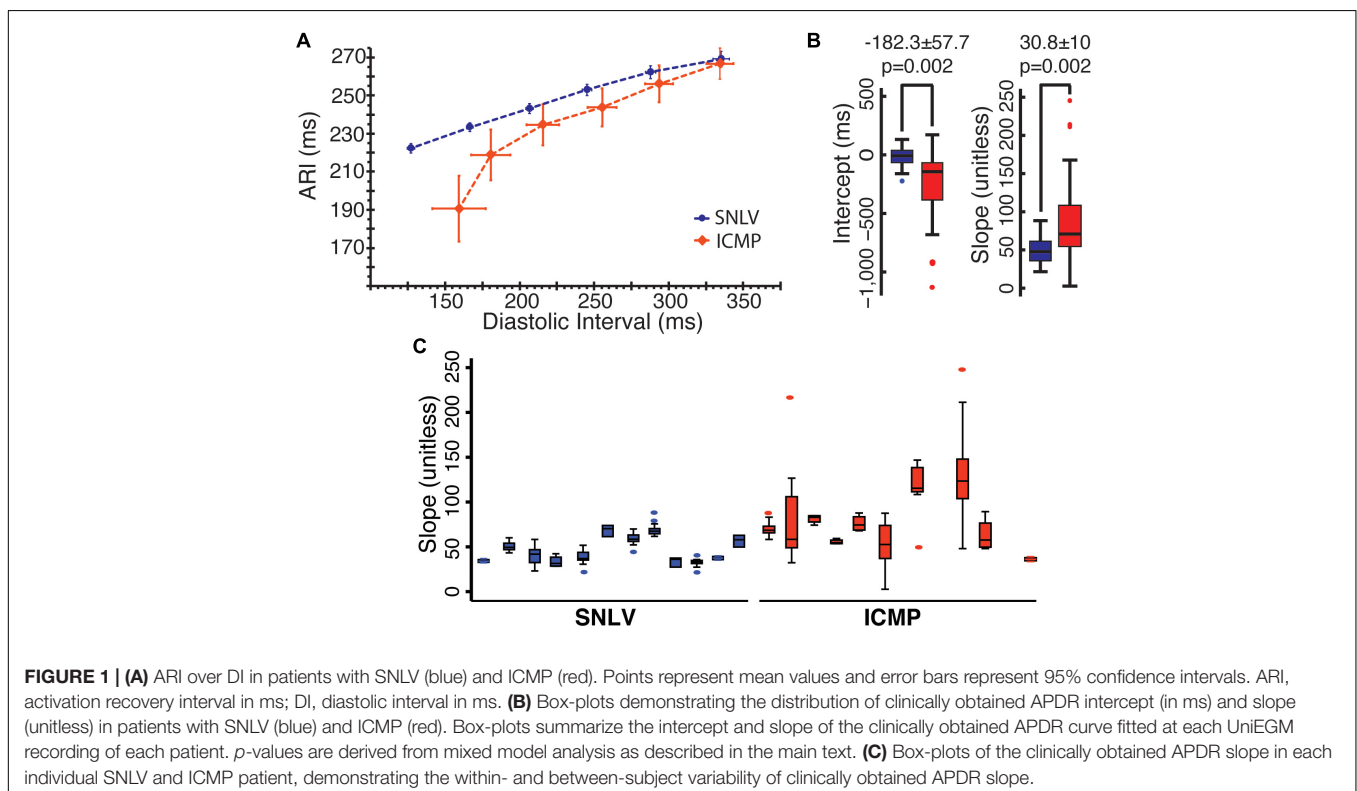 A
270
250
230
210
190
170
ARI (ms)
SNLV
ICMP
150 200 250 300 350
Diastolic Interval (ms)
B
-182.3±57.7
p=0.002
Intercept (ms)
500
0
−500
−1,000
30.8±10
p=0.002
Slope (unitless)
250
200
150
100
50
0
C
Slope (unitless)
250
200
150
100
50
0
SNLV
ICMP
FIGURE 1 | (A) ARI over DI in patients with SNLV (blue) and ICMP (red). Points represent mean values and error bars represent 95% confidence intervals. ARI,
activation recovery interval in ms; DI, diastolic interval in ms. (B) Box-plots demonstrating the distribution of clinically obtained APDR intercept (in ms) and slope
(unitless) in patients with SNLV (blue) and ICMP (red). Box-plots summarize the intercept and slope of the clinically obtained APDR curve fitted at each UniEGM
recording of each patient. p-values are derived from mixed model analysis as described in the main text. (C) Box-plots of the clinically obtained APDR slope in each
individual SNLV and ICMP patient, demonstrating the within- and between-subject variability of clinically obtained APDR slope.